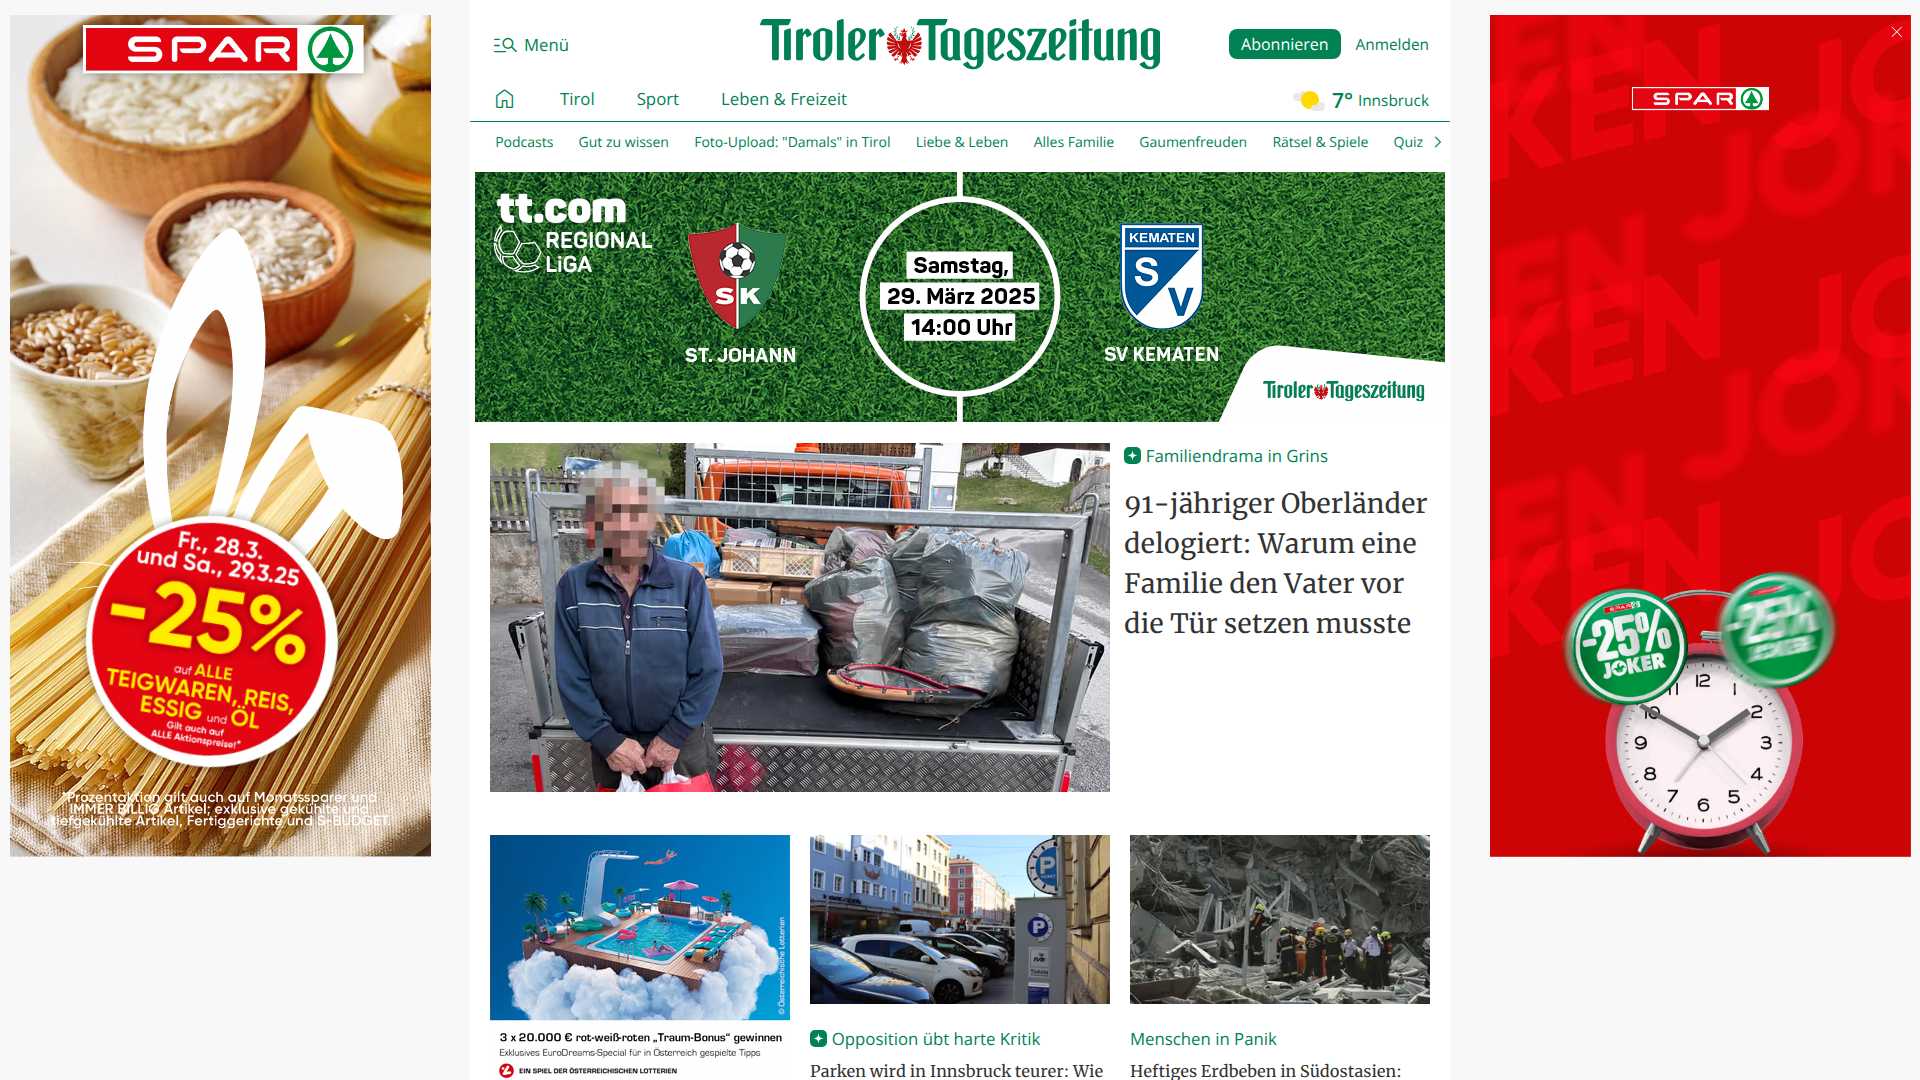 SPAR
Fr., 28.3.
und Sa., 29.3.25
-25%
auf ALLE
TEIGWAREN, REIS,
ESSIG und ÖL
Gilt auch auf
ALLE Aktionspreise!*
*Prozentaktion gilt auch auf Monatssparer und
IMMER BILLIG Artikel; exklusive gekühlte und
tiefgekühlte Artikel, Fertiggerichte und S-BUDGET.
Menü
Tiroler Tageszeitung
Abonnieren
Anmelden
Tirol
Sport
Leben & Freizeit
7° Innsbruck
Podcasts
Gut zu wissen
Foto-Upload: "Damals" in Tirol
Liebe & Leben
Alles Familie
Gaumenfreuden
Rätsel & Spiele
Quiz
tt.com
REGIONAL
LiGA
SK
ST. JOHANN
Samstag,
29. März 2025
14:00 Uhr
KEMATEN
S
V
SV KEMATEN
Tiroler Tageszeitung
Familiendrama in Grins
91-jähriger Oberländer
delogiert: Warum eine
Familie den Vater vor
die Tür setzen musste
© Österreichische Lotterien
3 x 20.000 € rot-weiß-roten „Traum-Bonus“ gewinnen
Exklusives EuroDreams-Special für in Österreich gespielte Tipps
EIN SPIEL DER ÖSTERREICHISCHEN LOTTERIEN
P
P
Opposition übt harte Kritik
Parken wird in Innsbruck teurer: Wie
Menschen in Panik
Heftiges Erdbeben in Südostasien:
SPAR
JOKEN
-25%
JOKER
-25%
JOKER
12
1
2
3
4
5
6
7
8
9
10
11